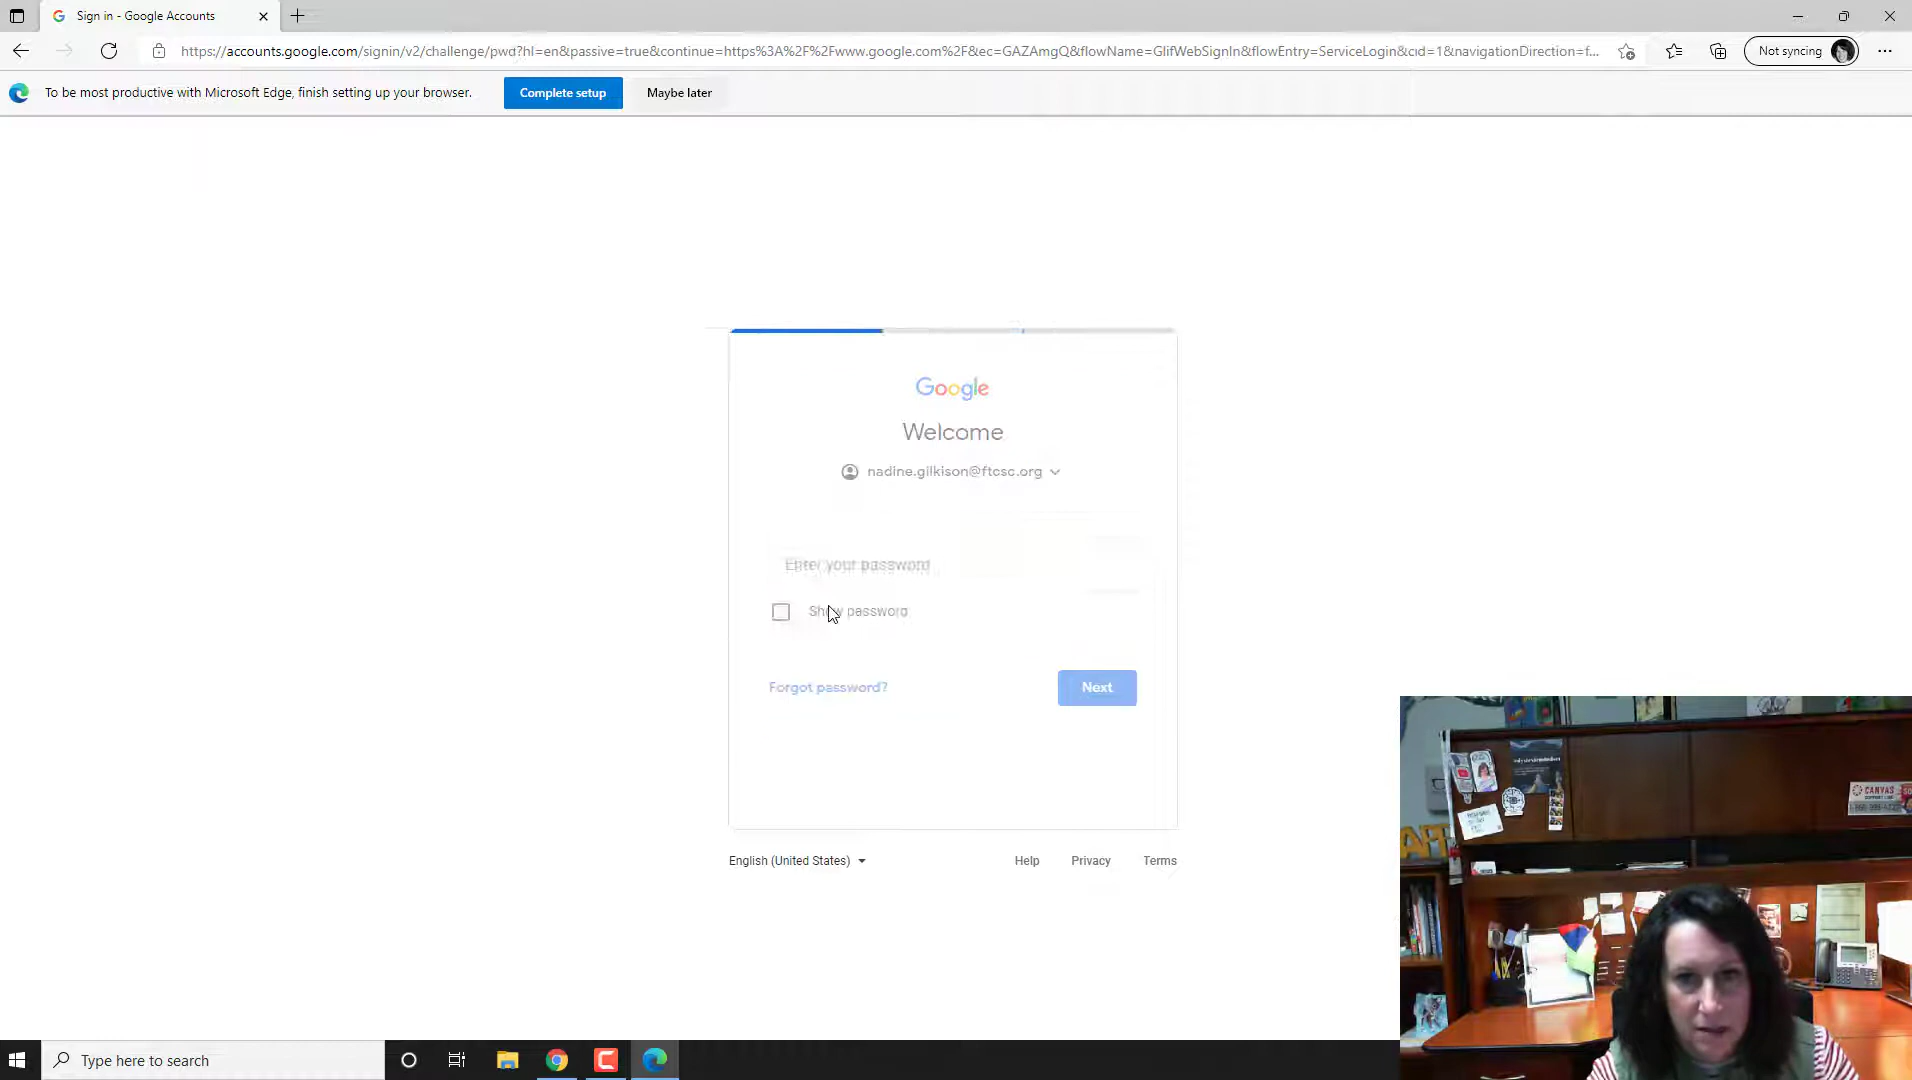 Sign in - Google Accounts
https://accounts.google.com/signin/v2/challenge/pwd?hl=en&passive=true&continue=https%3A%2F%2Fwww.google.com%2F&ec=GAZAmgQ&flowName=GlifWebSignIn&flowEntry=ServiceLogin&cid=1&navigationDirection=f...
Not syncing
To be most productive with Microsoft Edge, finish setting up your browser.
Complete setup
Maybe later
Google
Welcome
nadine.gilkison@ftcsc.org
Enter your password
Show password
Forgot password?
Next
English (United States)
Help
Privacy
Terms
CANVAS
Type here to search